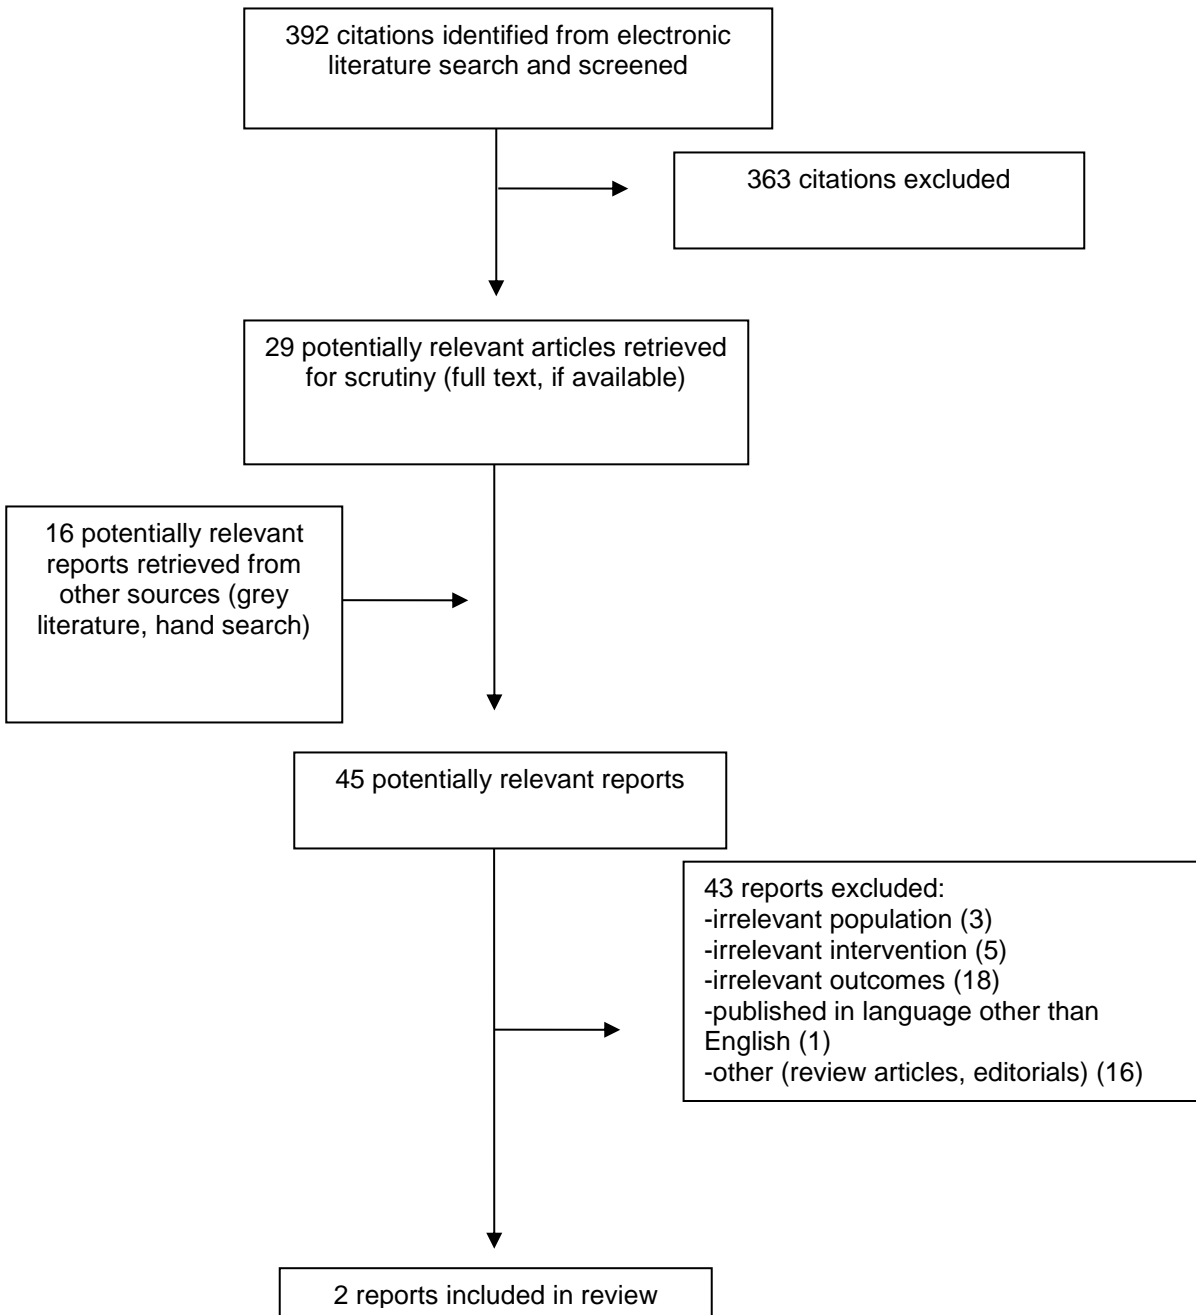 392 citations identified from electronic
literature search and screened
363 citations excluded
29 potentially relevant articles retrieved
for scrutiny (full text, if available)
16 potentially relevant
reports retrieved from
other sources (grey
literature, hand search)
45 potentially relevant reports
43 reports excluded:
-irrelevant population (3)
-irrelevant intervention (5)
-irrelevant outcomes (18)
-published in language other than
English (1)
-other (review articles, editorials) (16)
2 reports included in review